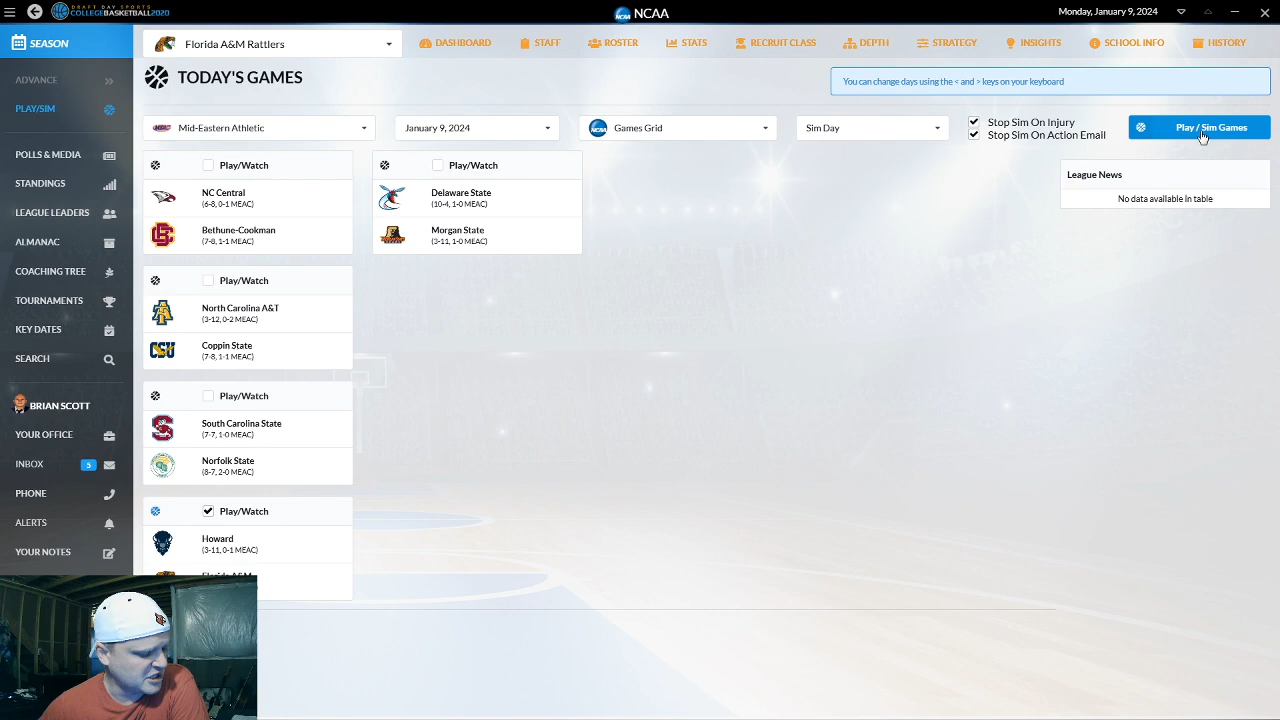 DRAFT DAY SPORTS
COLLEGEBASKETBALL2020
NCAA
Monday, January 9, 2024
SEASON
Florida A&M Rattlers
DASHBOARD
STAFF
ROSTER
STATS
RECRUIT CLASS
DEPTH
STRATEGY
INSIGHTS
SCHOOL INFO
HISTORY
ADVANCE
PLAY/SIM
POLLS & MEDIA
STANDINGS
LEAGUE LEADERS
ALMANAC
COACHING TREE
TOURNAMENTS
KEY DATES
SEARCH
BRIAN SCOTT
YOUR OFFICE
INBOX 5
PHONE
ALERTS
YOUR NOTES
TODAY'S GAMES
You can change days using the < and > keys on your keyboard
Mid-Eastern Athletic
January 9, 2024
Games Grid
Sim Day
Stop Sim On Injury
Stop Sim On Action Email
Play / Sim Games
Play/Watch
NC Central
(6-8, 0-1 MEAC)
Bethune-Cookman
(7-8, 1-1 MEAC)
Play/Watch
Delaware State
(10-4, 1-0 MEAC)
Morgan State
(3-11, 1-0 MEAC)
League News
No data available in table
Play/Watch
North Carolina A&T
(3-12, 0-2 MEAC)
Coppin State
(7-8, 1-1 MEAC)
Play/Watch
South Carolina State
(7-7, 1-0 MEAC)
Norfolk State
(8-7, 2-0 MEAC)
Play/Watch
Howard
(3-11, 0-1 MEAC)